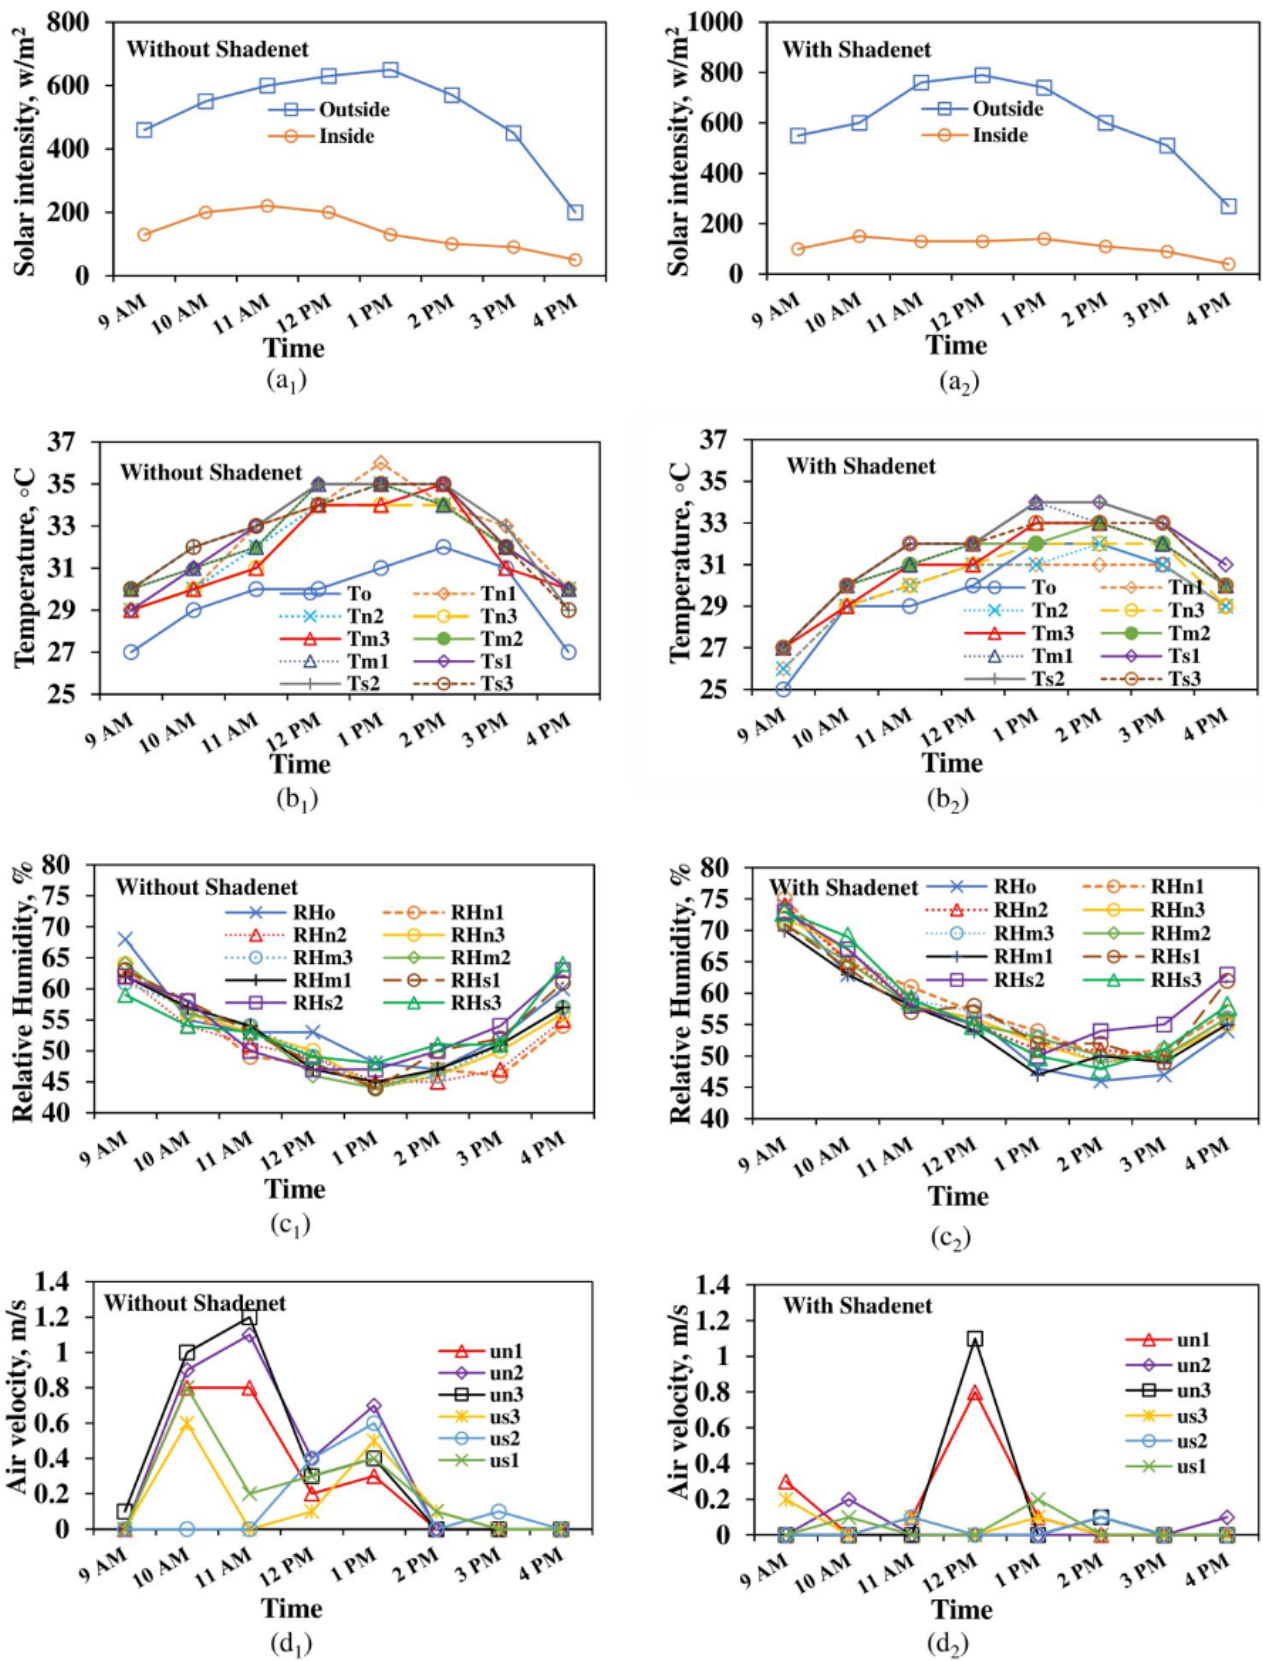 Without Shadenet
Solar intensity, w/m²
800
600
400
200
0
Outside
Inside
9 AM 10 AM 11 AM 12 PM 1 PM 2 PM 3 PM 4 PM
Time
(a₁)
With Shadenet
Solar intensity, w/m²
1000
800
600
400
200
0
Outside
Inside
9 AM 10 AM 11 AM 12 PM 1 PM 2 PM 3 PM 4 PM
Time
(a₂)
Without Shadenet
Temperature, °C
37
35
33
31
29
27
25
To Tn1
Tn2 Tn3
Tm3 Tm2
Tm1 Ts1
Ts2 Ts3
9 AM 10 AM 11 AM 12 PM 1 PM 2 PM 3 PM 4 PM
Time
(b₁)
With Shadenet
Temperature, °C
37
35
33
31
29
27
25
To Tn1
Tn2 Tn3
Tm3 Tm2
Tm1 Ts1
Ts2 Ts3
9 AM 10 AM 11 AM 12 PM 1 PM 2 PM 3 PM 4 PM
Time
(b₂)
Without Shadenet
Relative Humidity, %
80
75
70
65
60
55
50
45
40
RHo RHn1
RHn2 RHn3
RHm3 RHm2
RHm1 RHs1
RHs2 RHs3
9 AM 10 AM 11 AM 12 PM 1 PM 2 PM 3 PM 4 PM
Time
(c₁)
With Shadenet
Relative Humidity, %
80
75
70
65
60
55
50
45
40
RHo RHn1
RHn2 RHn3
RHm3 RHm2
RHm1 RHs1
RHs2 RHs3
9 AM 10 AM 11 AM 12 PM 1 PM 2 PM 3 PM 4 PM
Time
(c₂)
Without Shadenet
Air velocity, m/s
1.4
1.2
1
0.8
0.6
0.4
0.2
0
un1
un2
un3
us3
us2
us1
9 AM 10 AM 11 AM 12 PM 1 PM 2 PM 3 PM 4 PM
Time
(d₁)
With Shadenet
Air velocity, m/s
1.4
1.2
1
0.8
0.6
0.4
0.2
0
un1
un2
un3
us3
us2
us1
9 AM 10 AM 11 AM 12 PM 1 PM 2 PM 3 PM 4 PM
Time
(d₂)